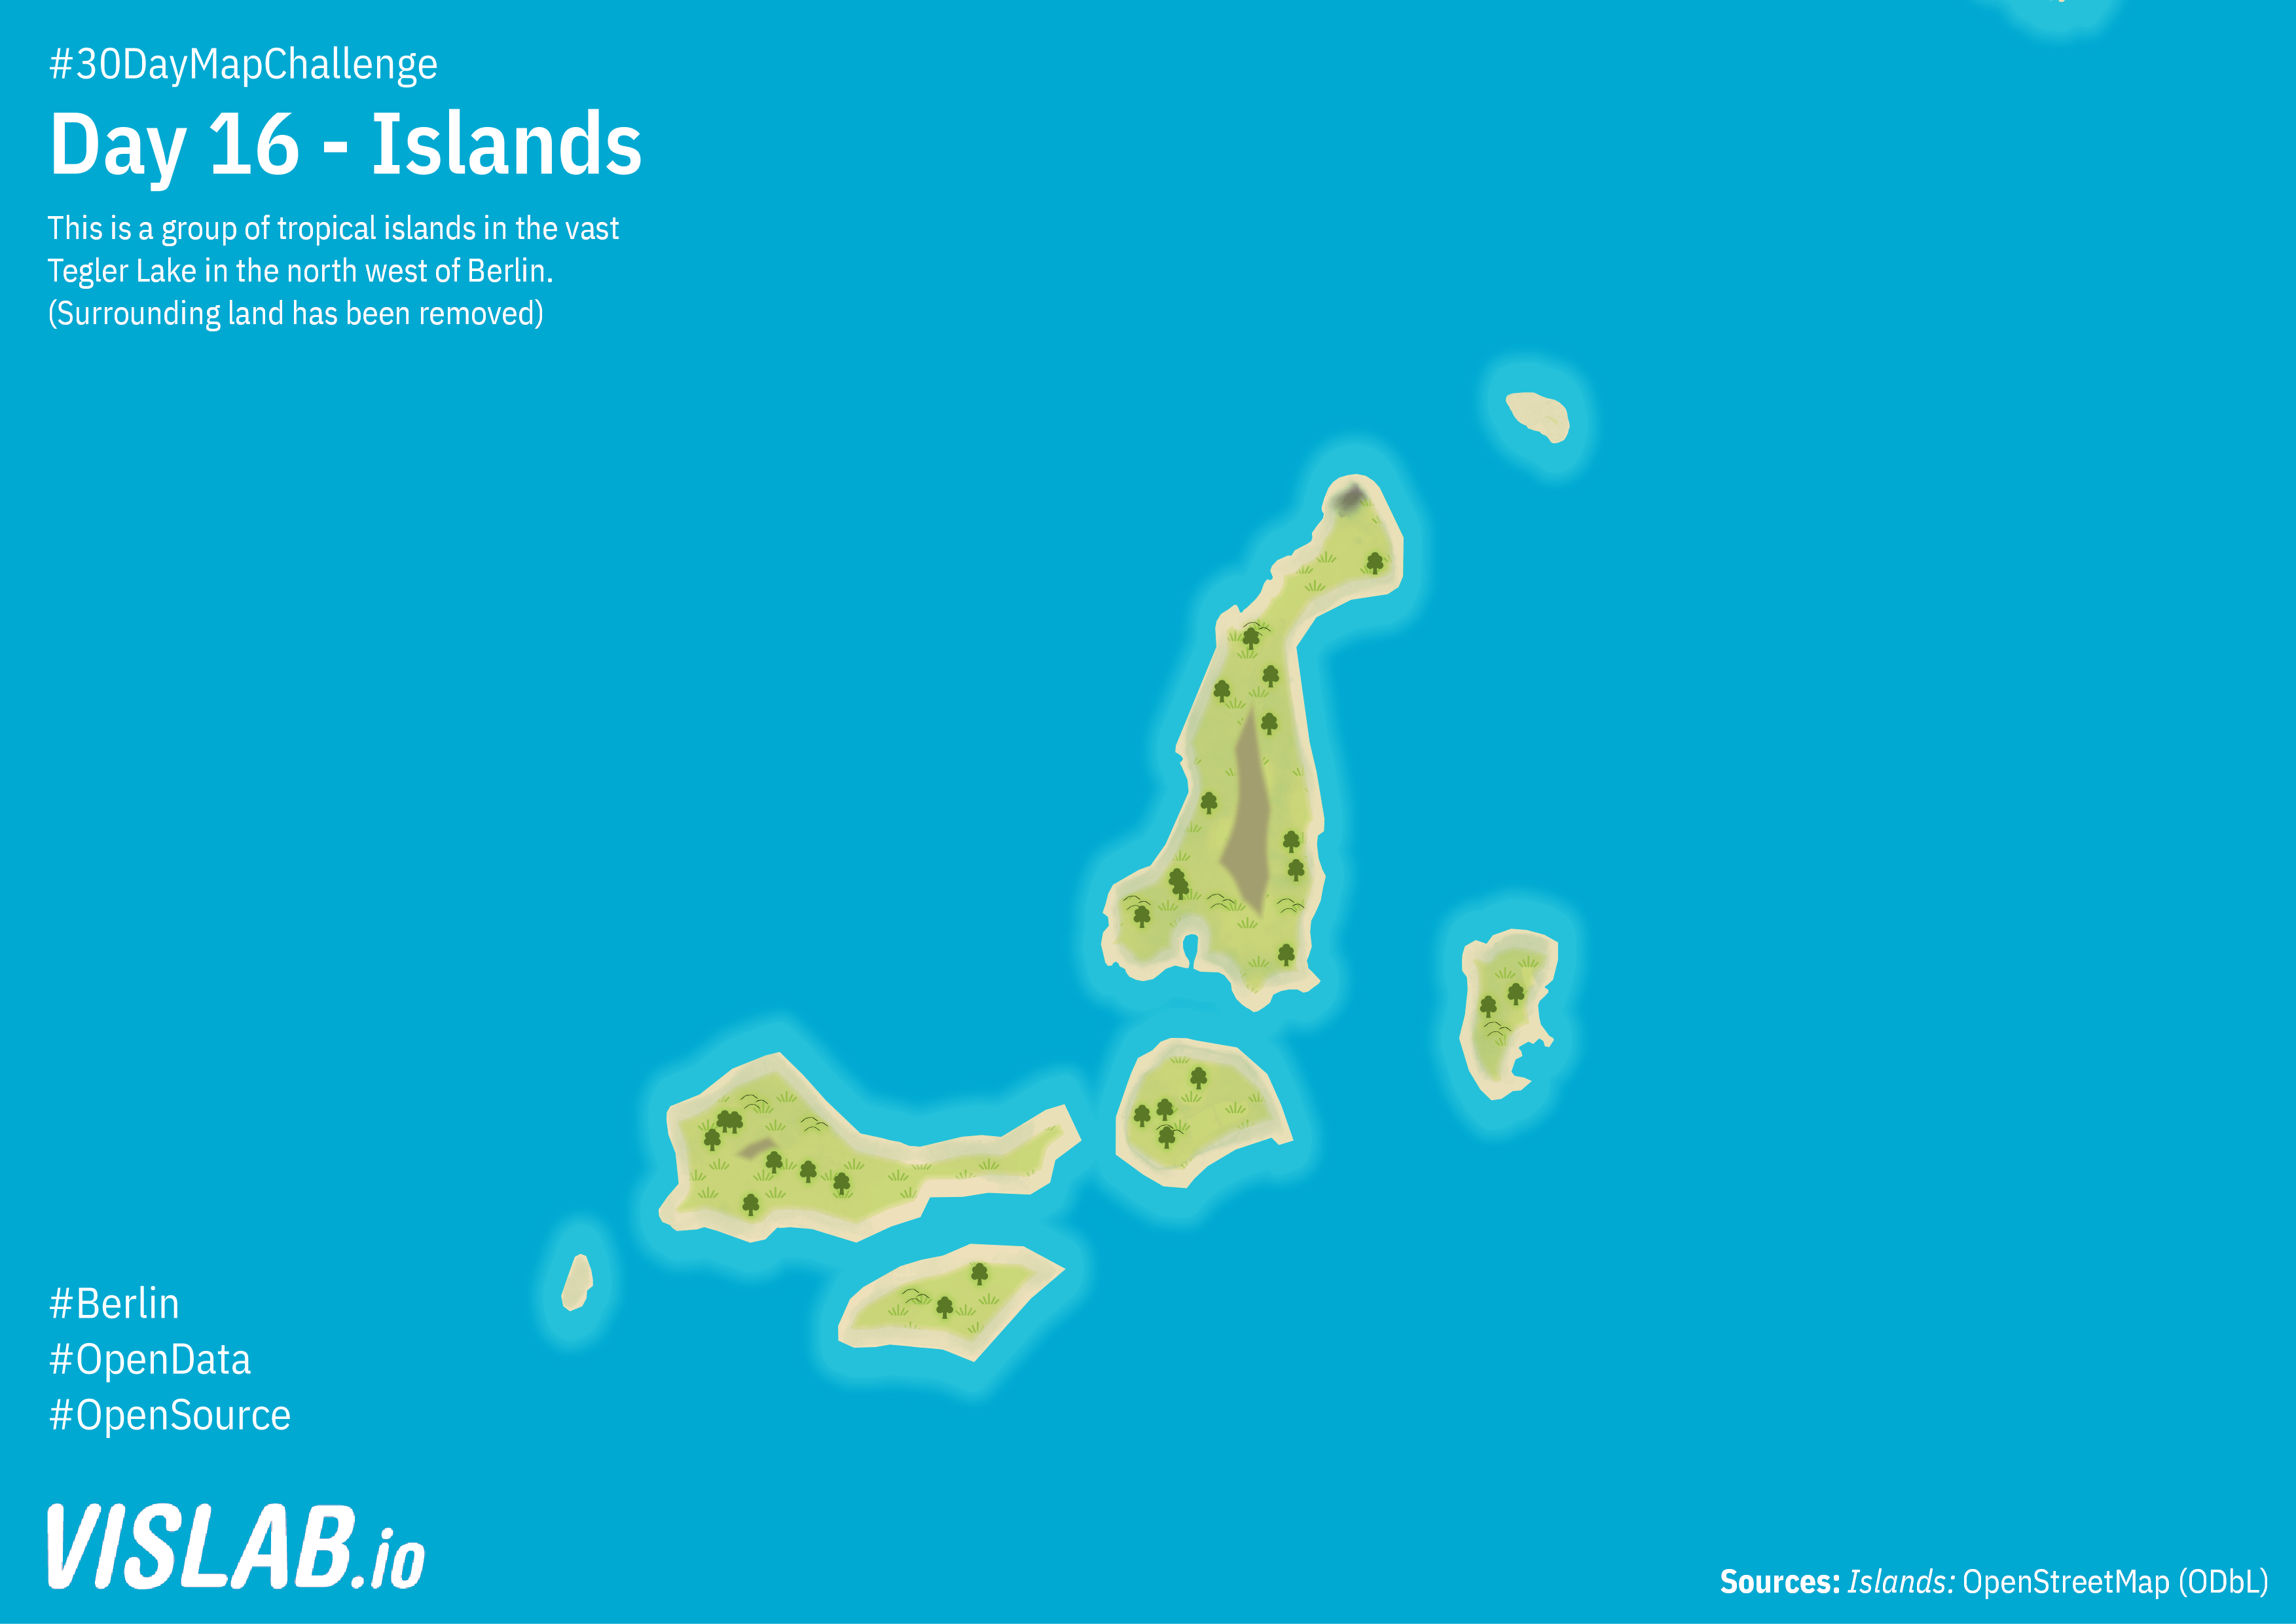 #30DayMapChallenge
Day 16 - Islands
This is a group of tropical islands in the vast
Tegler Lake in the north west of Berlin.
(Surrounding land has been removed)
#Berlin
#OpenData
#OpenSource
VISLAB.io
Sources: Islands: OpenStreetMap (ODbL)